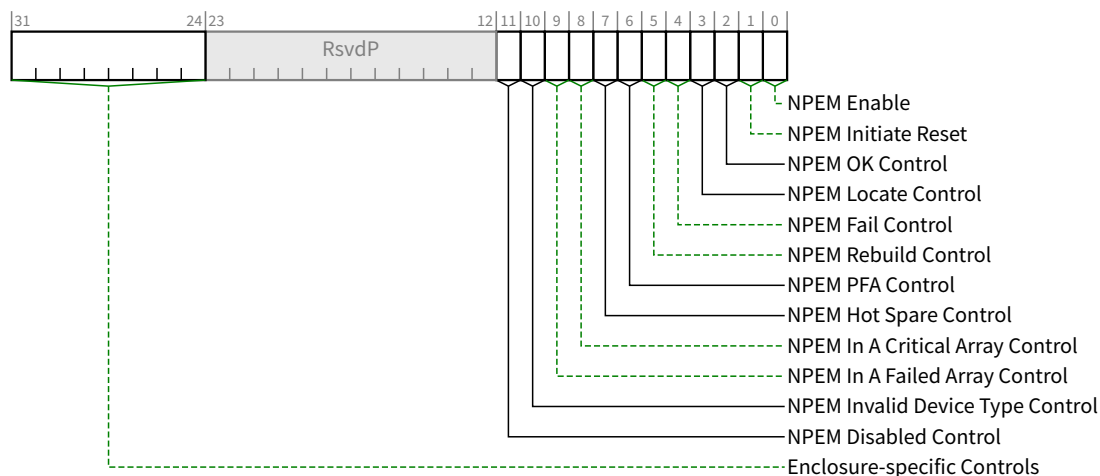 31 24 23 12 11 10 9 8 7 6 5 4 3 2 1 0
RsvdP
NPEM Enable
NPEM Initiate Reset
NPEM OK Control
NPEM Locate Control
NPEM Fail Control
NPEM Rebuild Control
NPEM PFA Control
NPEM Hot Spare Control
NPEM In A Critical Array Control
NPEM In A Failed Array Control
NPEM Invalid Device Type Control
NPEM Disabled Control
Enclosure-specific Controls